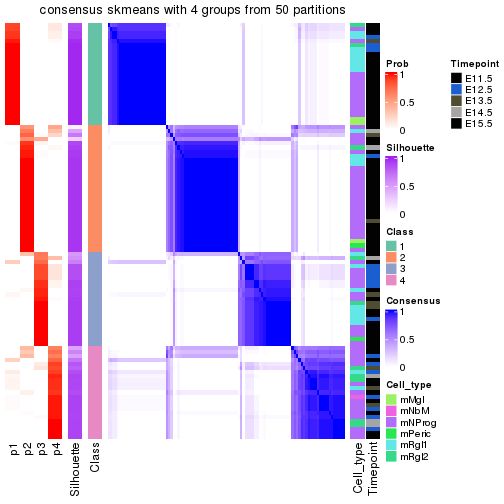 consensus skmeans with 4 groups from 50 partitions
Prob
1
0.5
0
Timepoint
E11.5
E12.5
E13.5
E14.5
E15.5
Silhouette
1
0.5
0
Class
1
2
3
4
Consensus
1
0.5
0
Cell_type
mMgl
mNbM
mNProg
mPeric
mRgl1
mRgl2
p1
p2
p3
p4
Silhouette
Class
Cell_type
Timepoint